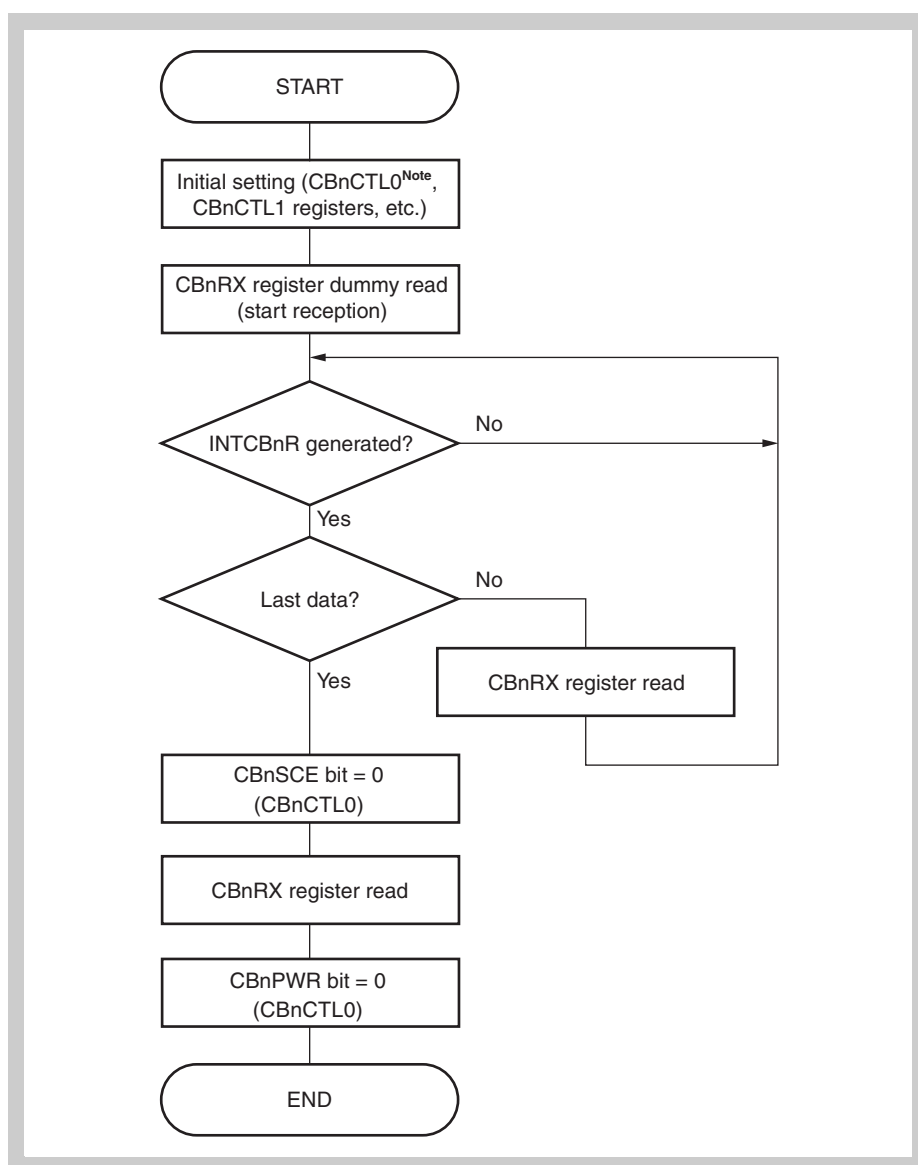 START
Initial setting (CBnCTL0Note,
CBnCTL1 registers, etc.)
CBnRX register dummy read
(start reception)
INTCBnR generated?
No
Yes
Last data?
No
CBnRX register read
Yes
CBnSCE bit = 0
(CBnCTL0)
CBnRX register read
CBnPWR bit = 0
(CBnCTL0)
END